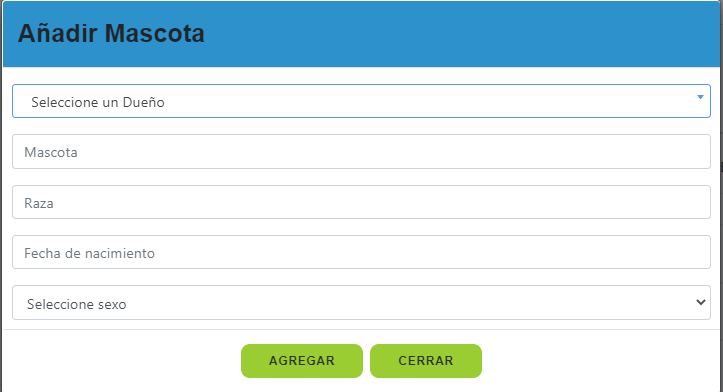 Añadir Mascota
Seleccione un Dueño
Mascota
Raza
Fecha de nacimiento
Seleccione sexo
AGREGAR CERRAR